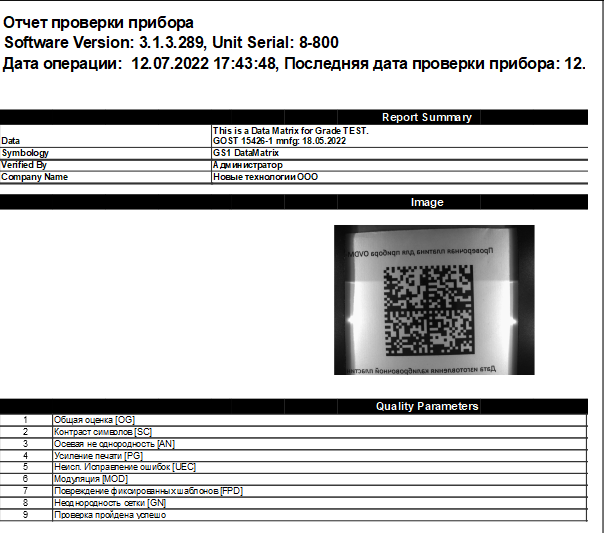 Отчет проверки прибора
Software Version: 3.1.3.289, Unit Serial: 8-800
Дата операции: 12.07.2022 17:43:48, Последняя дата проверки прибора: 12.
Report Summary
Data This is a Data Matrix for Grade TEST.
GOST 15426-1 mnfg: 18.05.2022
Symbology GS1 DataMatrix
Verified By Администратор
Company Name Новые технологии ООО
Image
Проверочная пластина для прибора OVDM
Дата изготовления калибровочной пластин
Quality Parameters
1 Общая оценка [OG]
2 Контраст символов [SC]
3 Осевая не однородность [AN]
4 Усиление печати [PG]
5 Неисп. Исправление ошибок [UEC]
6 Модуляция [MOD]
7 Повреждение фиксированных шаблонов [FPD]
8 Неоднородность сетки [GN]
9 Проверка пройдена успешо